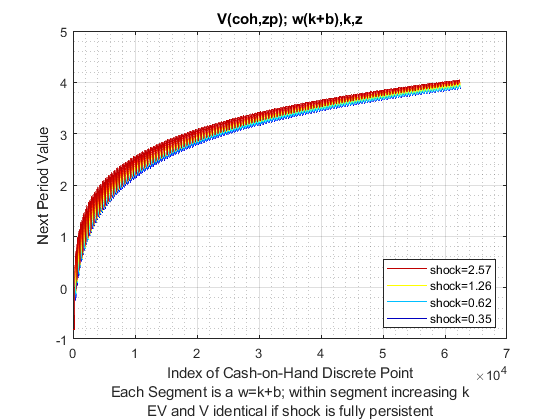 V(coh,zp); w(k+b),k,z
5
4
3
2
1
0
-1
Next Period Value
shock=2.57
shock=1.26
shock=0.62
shock=0.35
0 1 2 3 4 5 6 7
×10^4
Index of Cash-on-Hand Discrete Point
Each Segment is a w=k+b; within segment increasing k
EV and V identical if shock is fully persistent